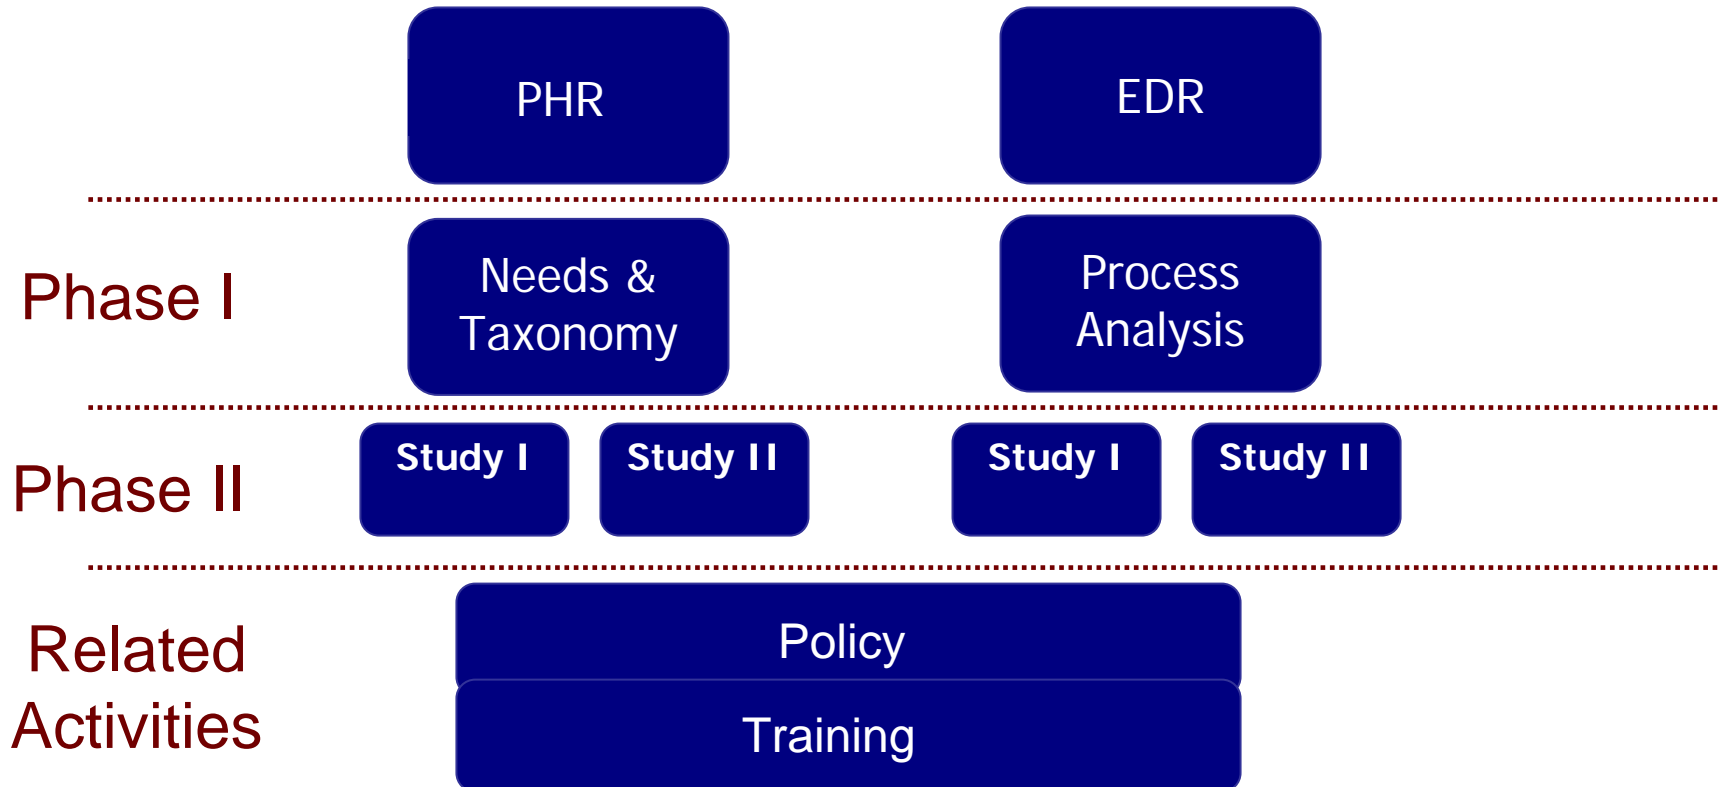 PHR
EDR
Phase I
Needs &
Taxonomy
Process
Analysis
Phase II
Study I
Study II
Study I
Study II
Related
Activities
Policy
Training